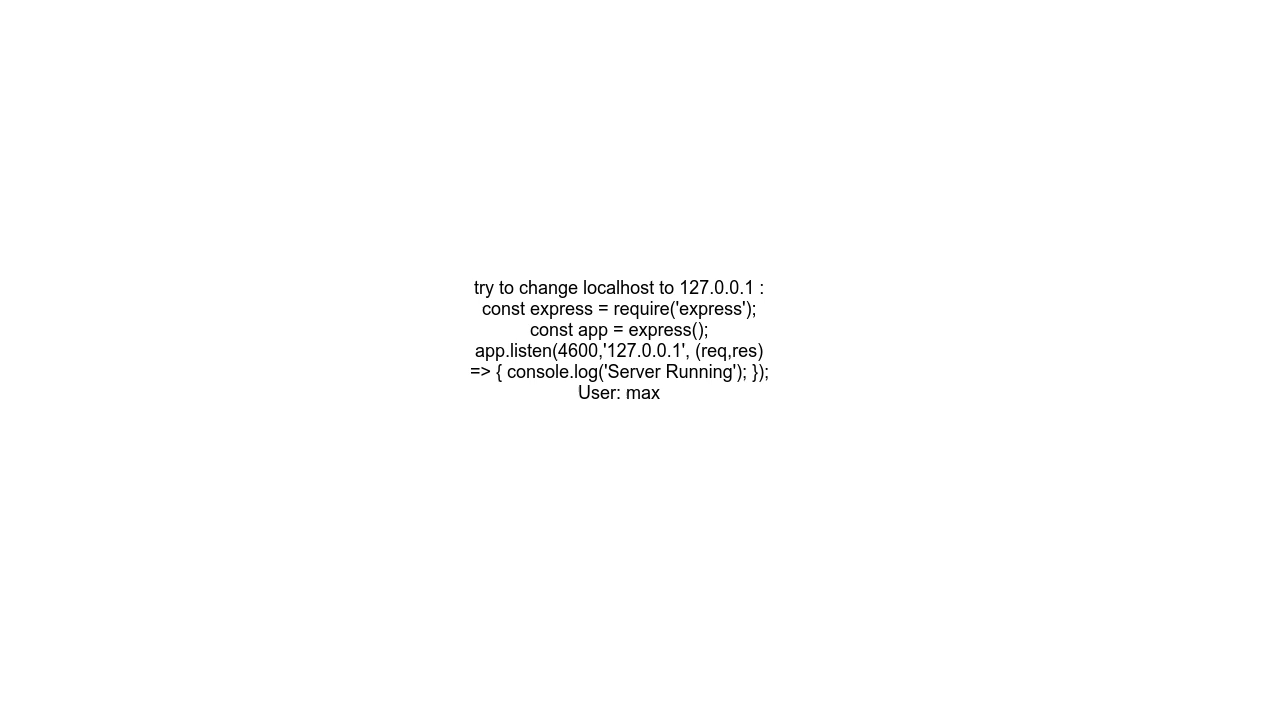 try to change localhost to 127.0.0.1 :
const express = require('express');
const app = express();
app.listen(4600,'127.0.0.1', (req,res)
=> { console.log('Server Running'); });
User: max